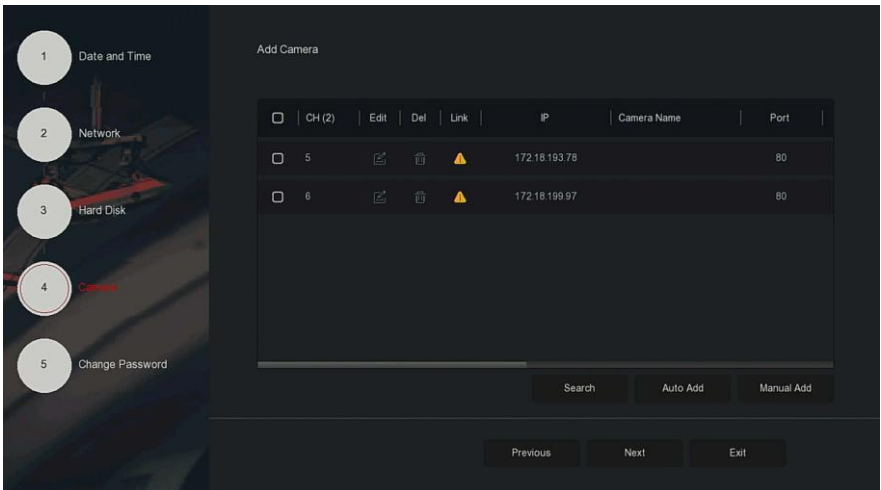 Add Camera
1 Date and Time
2 Network
3 Hard Disk
4 Camera
5 Change Password
CH (2) Edit Del Link IP Camera Name Port
5 172.18.193.78 80
6 172.18.199.97 80
Search Auto Add Manual Add
Previous Next Exit